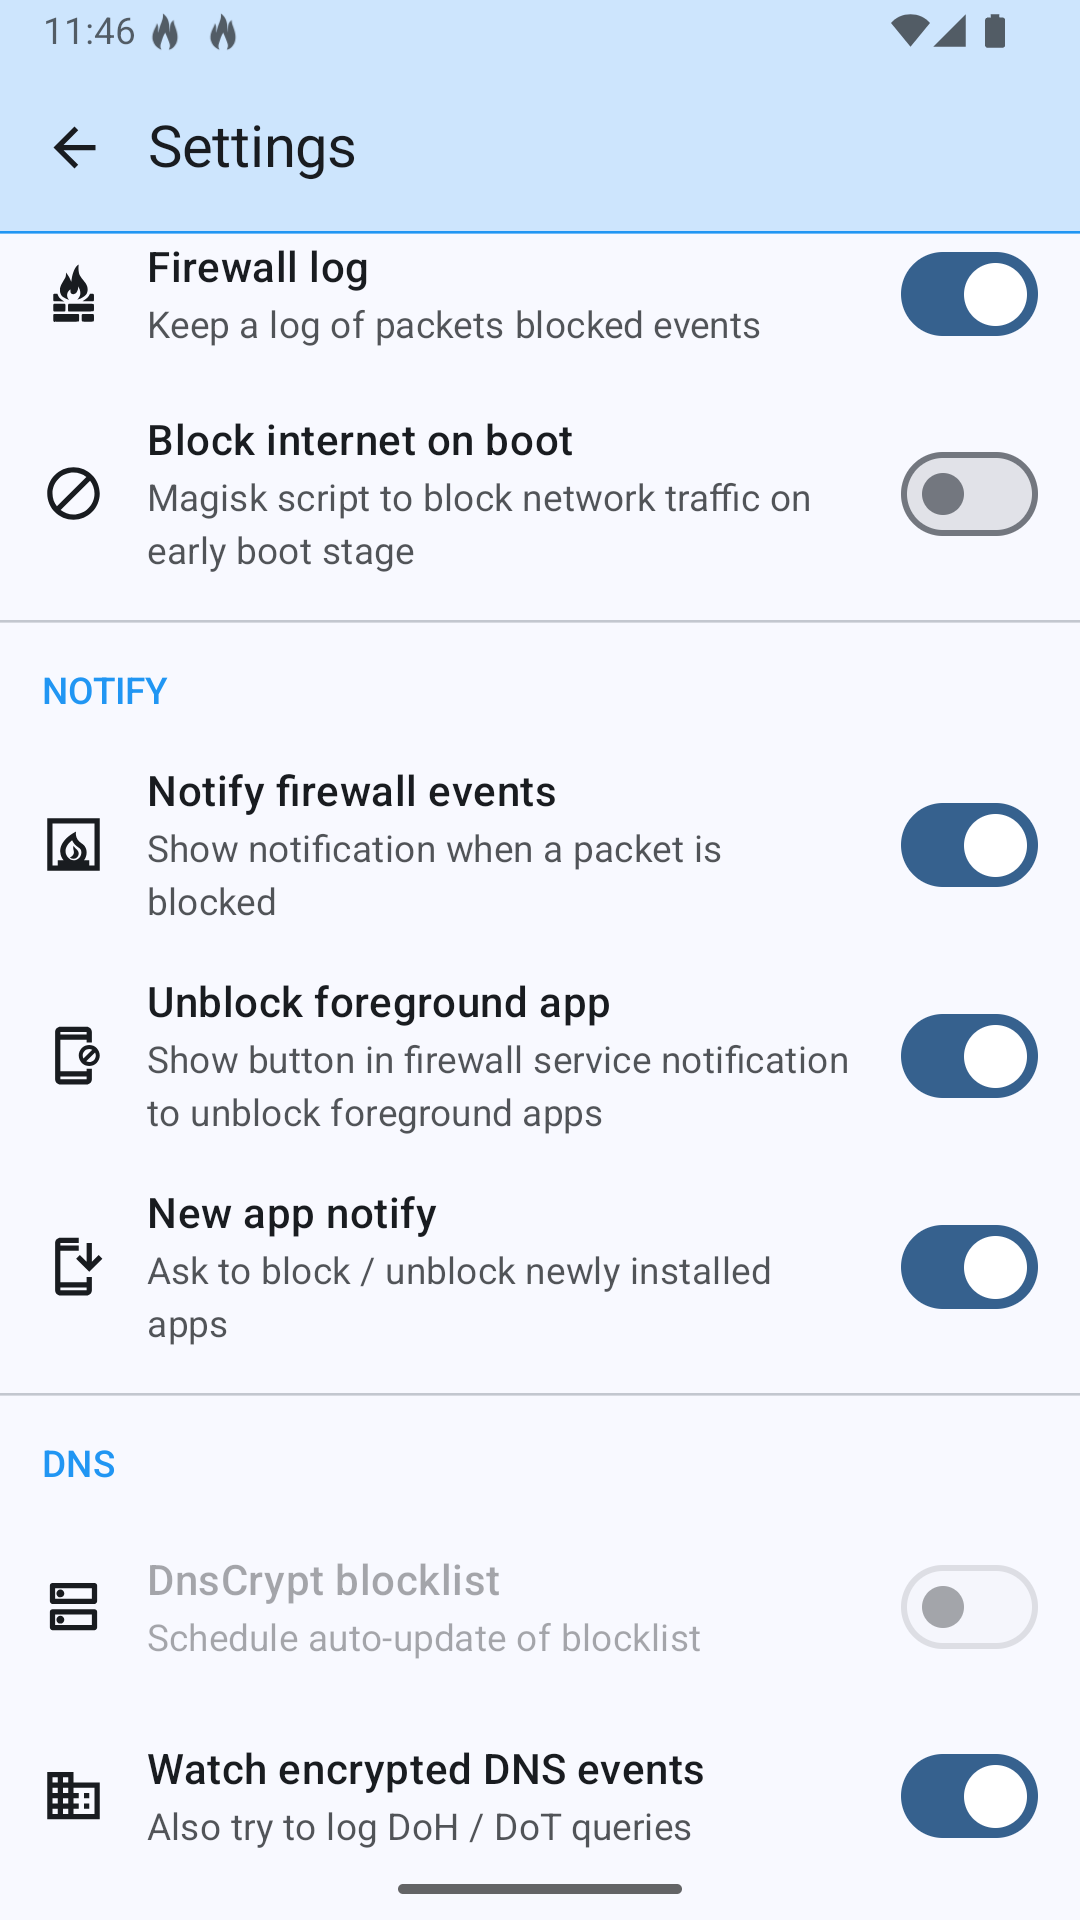 11:46
Settings
Firewall log
Keep a log of packets blocked events
Block internet on boot
Magisk script to block network traffic on
early boot stage
NOTIFY
Notify firewall events
Show notification when a packet is
blocked
Unblock foreground app
Show button in firewall service notification
to unblock foreground apps
New app notify
Ask to block / unblock newly installed
apps
DNS
DnsCrypt blocklist
Schedule auto-update of blocklist
Watch encrypted DNS events
Also try to log DoH / DoT queries